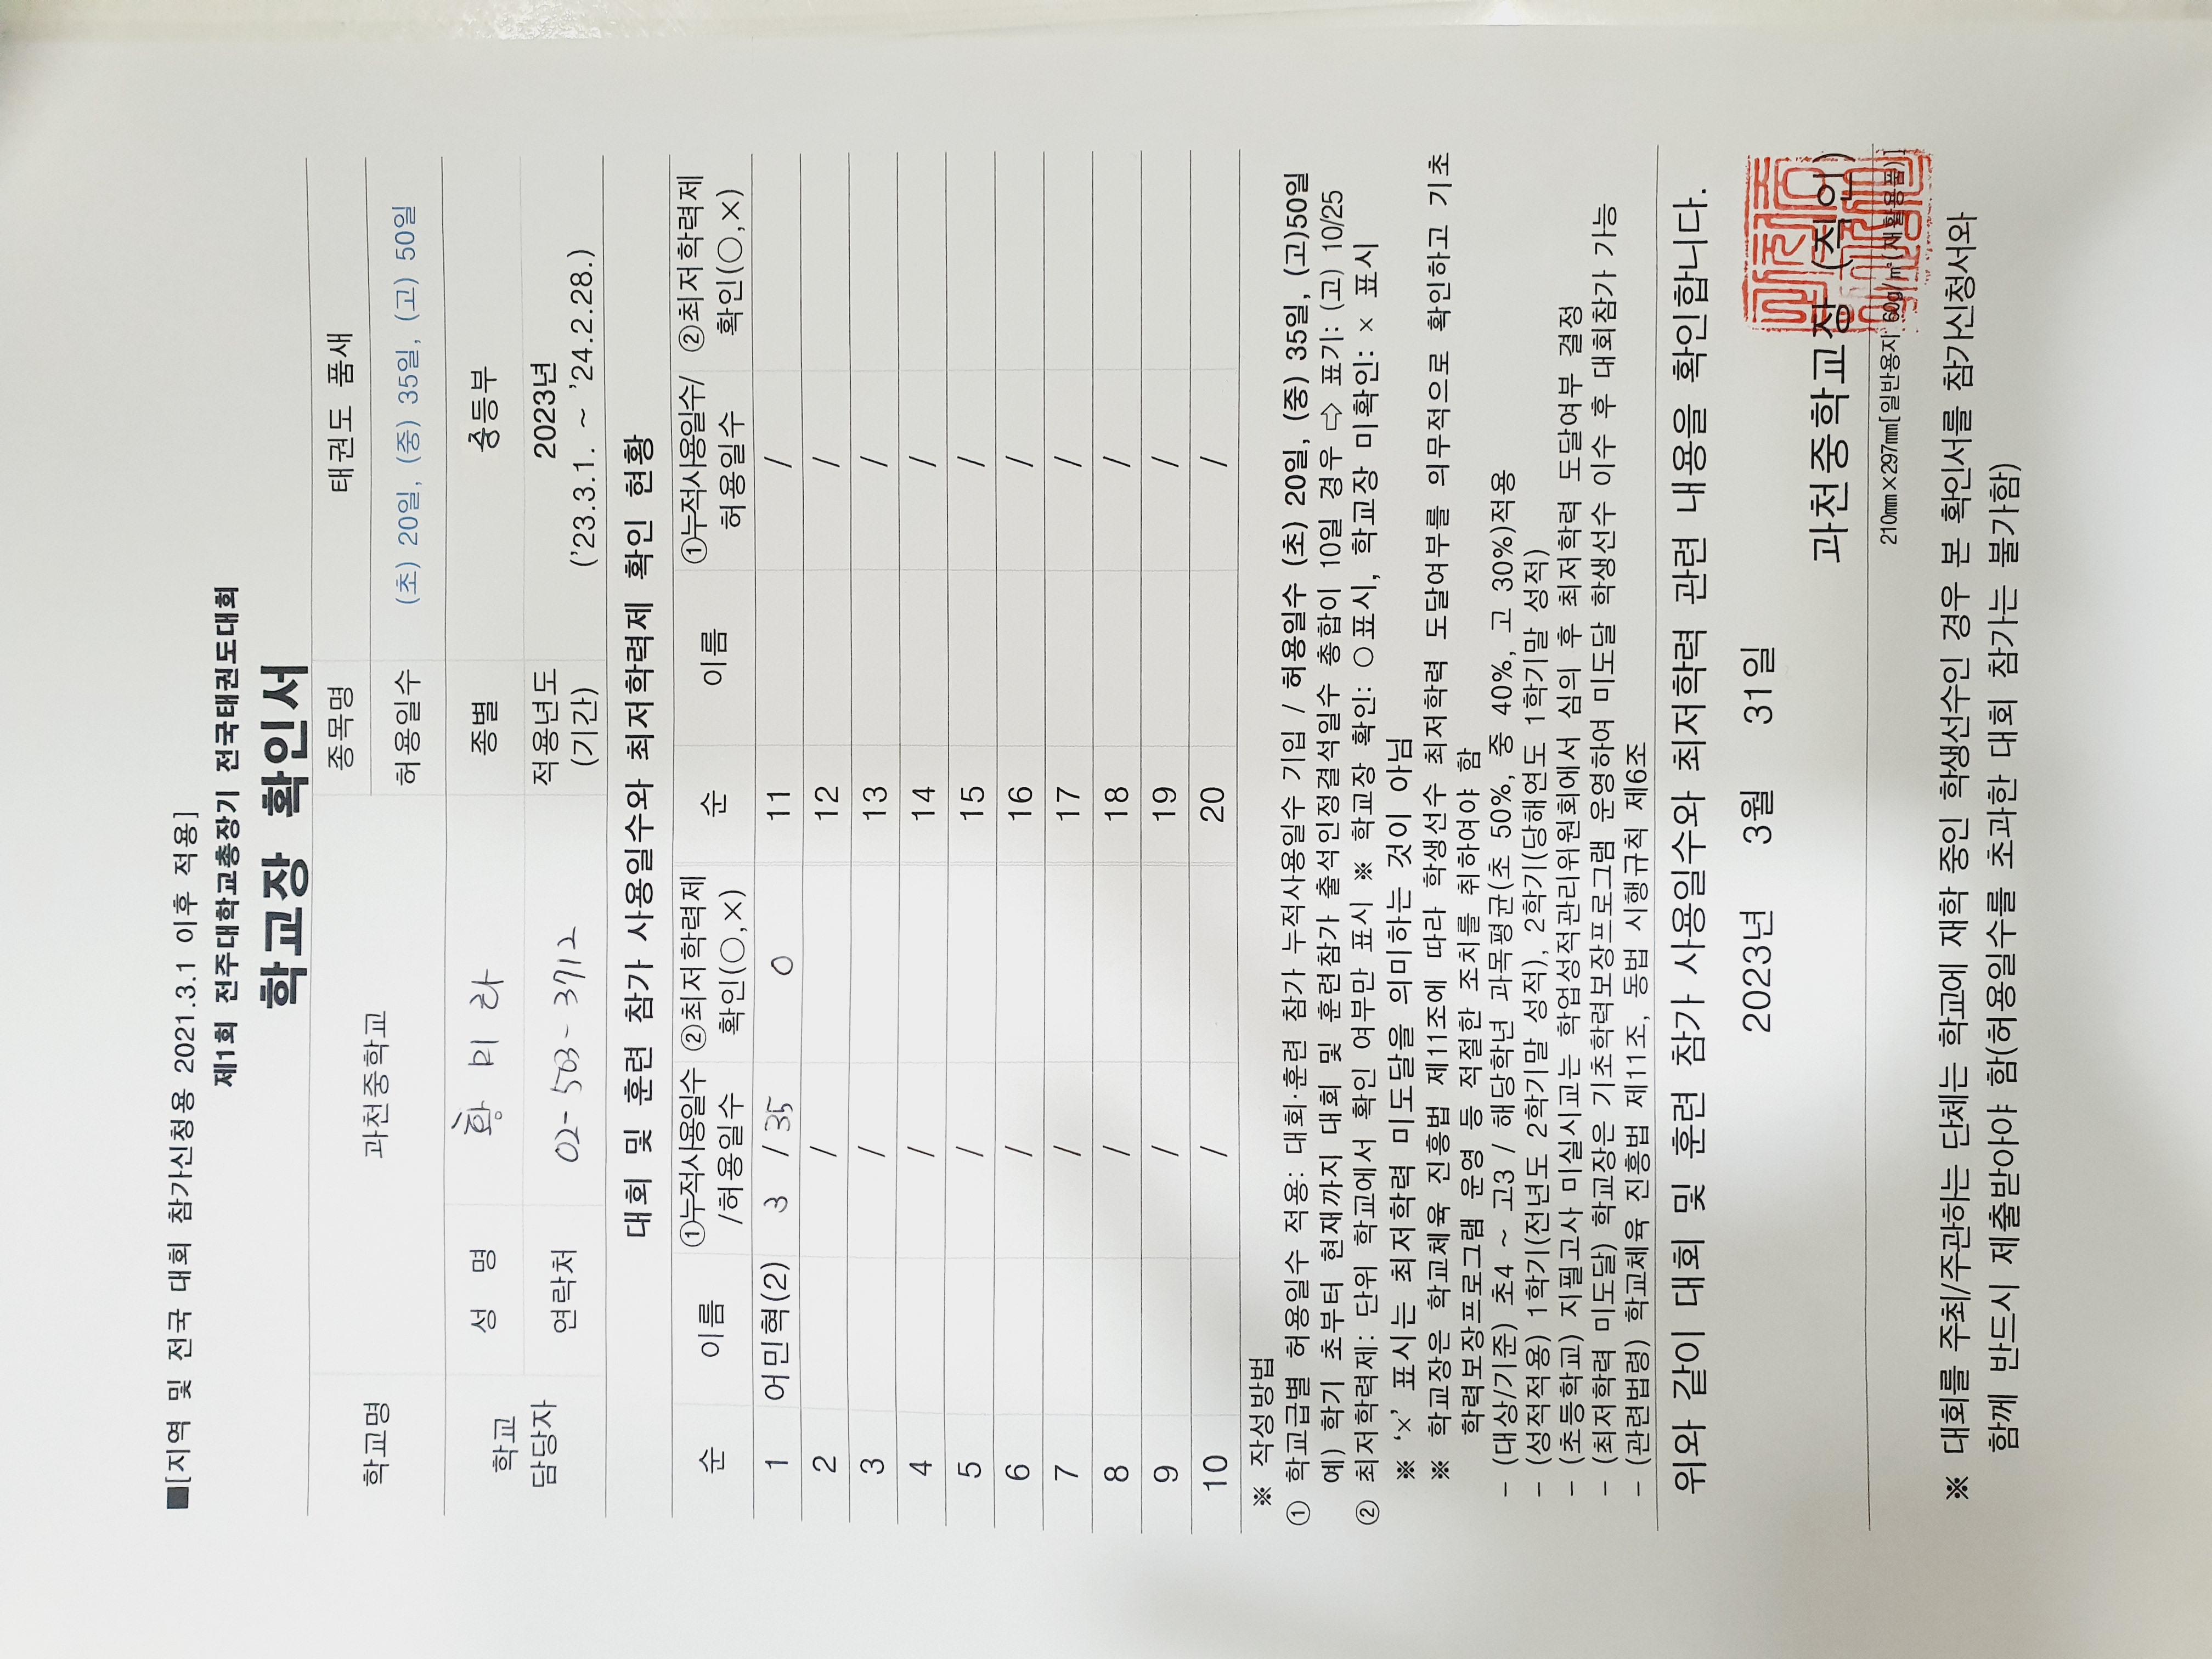 ■[지역 및 전국 대회 참가신청용 2021.3.1 이후 적용]
제1회 전주대학교총장기 전국태권도대회
학교장 확인서
학교명 과천중학교 종목명 태권도 품새
허용일수 (초) 20일, (중) 35일, (고) 50일
학교 담당자 성 명 황 미 라 종별 중등부
연락처 02-503-3712 적용년도 (기간) 2023년 ('23.3.1. ~ '24.2.28.)
대회 및 훈련 참가 사용일수와 최저학력제 확인 현황
순 이름 ①누적사용일수 /허용일수 ②최저학력제 확인(○,×) 순 이름 ①누적사용일수/ 허용일수 ②최저학력제 확인(○,×)
1 어민혁(2) 3 / 35 0 11 /
2 / 12 /
3 / 13 /
4 / 14 /
5 / 15 /
6 / 16 /
7 / 17 /
8 / 18 /
9 / 19 /
10 / 20 /
※ 작성방법
① 학교급별 허용일수 적용: 대회·훈련 참가 누적사용일수 기입 / 허용일수 (초) 20일, (중) 35일, (고)50일
예) 학기 초부터 현재까지 대회 및 훈련참가 출석인정결석일수 총합이 10일 경우 ⇨ 표기: (고) 10/25
② 최저학력제: 단위 학교에서 확인 여부만 표시 ※ 학교장 확인: ○ 표시, 학교장 미확인: × 표시
※ '×' 표시는 최저학력 미도달을 의미하는 것이 아님
※ 학교장은 학교체육 진흥법 제11조에 따라 학생선수 최저학력 도달여부를 의무적으로 확인하고 기초
학력보장프로그램 운영 등 적절한 조치를 취하여야 함
- (대상/기준) 초4 ~ 고3 / 해당학년 과목평균(초 50%, 중 40%, 고 30%)적용
- (성적적용) 1학기(전년도 2학기말 성적), 2학기(당해연도 1학기말 성적)
- (초등학교) 지필고사 미실시교는 학업성적관리위원회에서 심의 후 최저학력 도달여부 결정
- (최저학력 미도달) 학교장은 기초학력보장프로그램 운영하여 미도달 학생선수 이수 후 대회참가 가능
- (관련법령) 학교체육 진흥법 제11조, 동법 시행규칙 제6조
위와 같이 대회 및 훈련 참가 사용일수와 최저학력 관련 내용을 확인합니다.
2023년 3월 31일
과천중학교장 (직인)
210㎜×297㎜[일반용지 60g/㎡(재활용품)]
※ 대회를 주최/주관하는 단체는 학교에 재학 중인 학생선수인 경우 본 확인서를 참가신청서와
함께 반드시 제출받아야 함(허용일수를 초과한 대회 참가는 불가함)